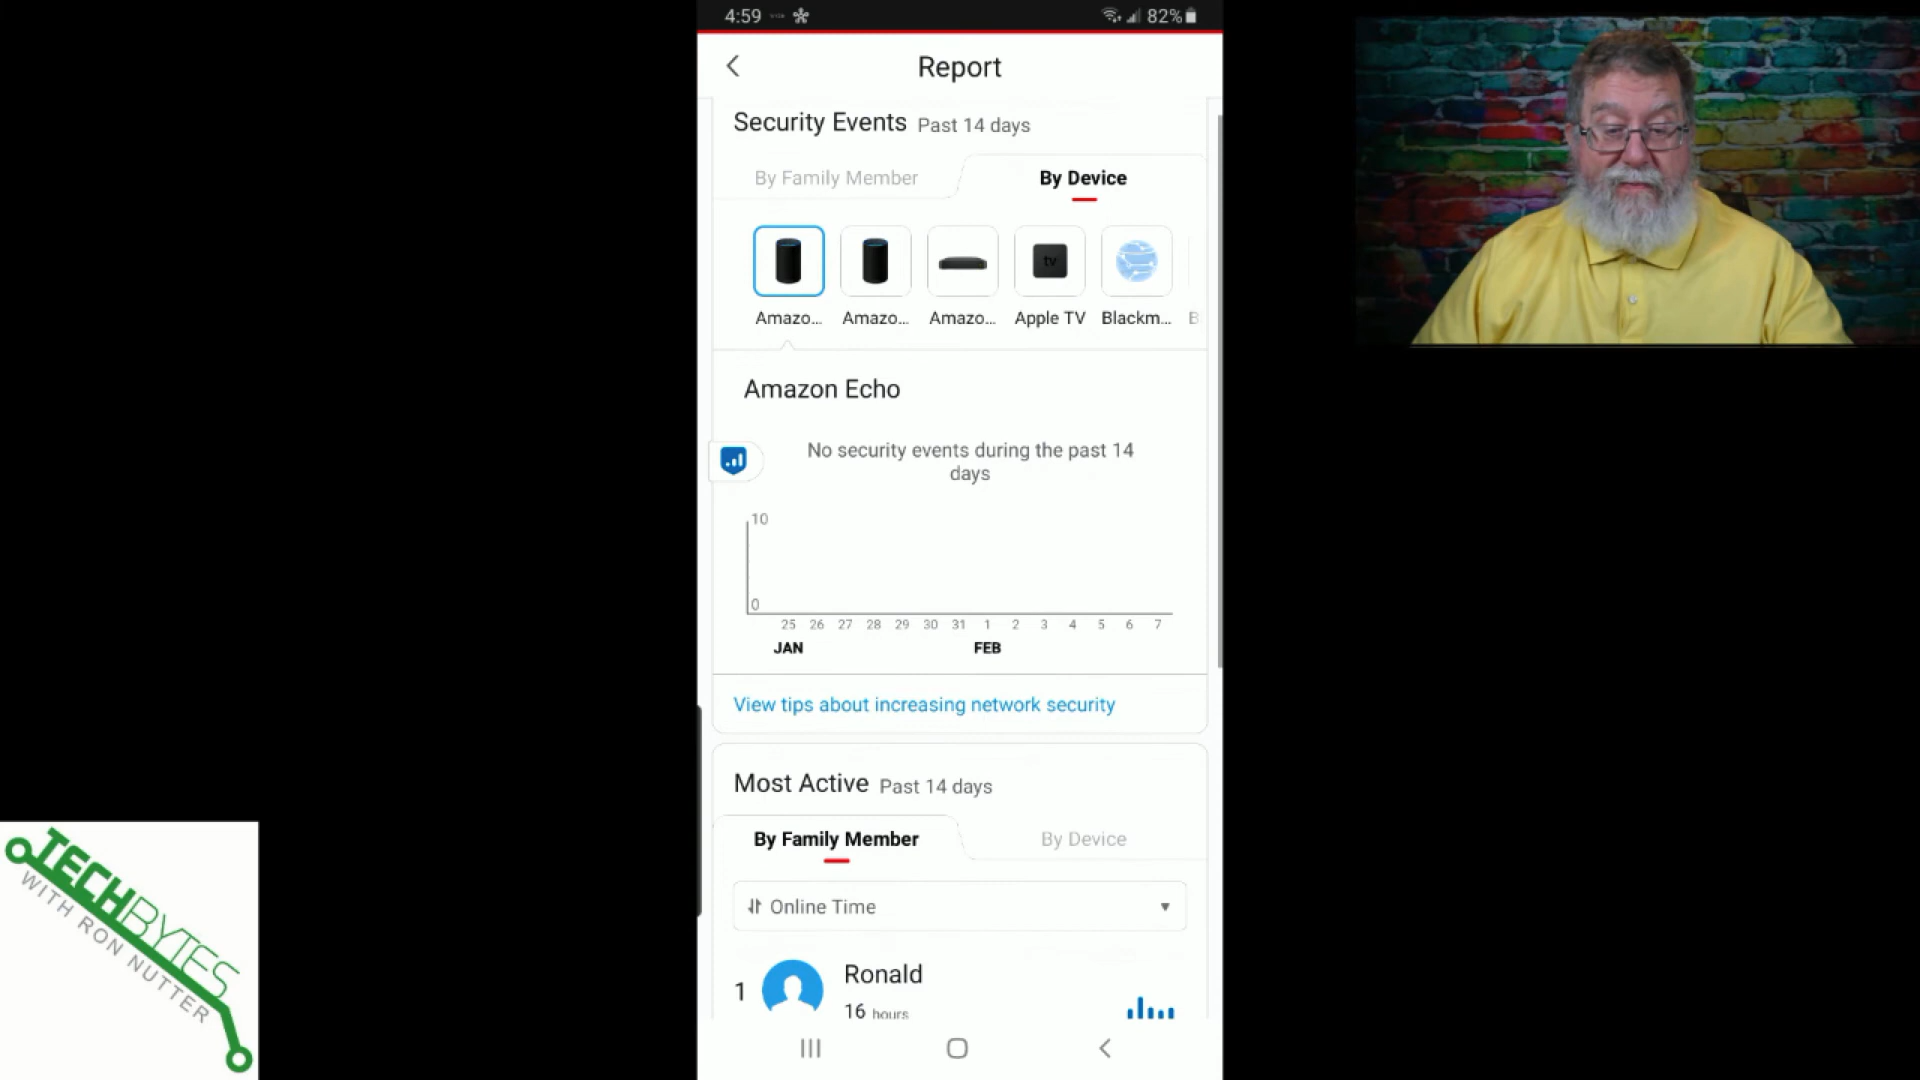 4:59
82%
Report
Security Events Past 14 days
By Family Member
By Device
tv
Amazo...
Amazo...
Amazo...
Apple TV
Blackm...
B
Amazon Echo
No security events during the past 14
days
10
0
25 26 27 28 29 30 31 1 2 3 4 5 6 7
JAN FEB
View tips about increasing network security
Most Active Past 14 days
By Family Member
By Device
Online Time
1
Ronald
16 hours
TECHBYTES
WITH RON NUTTER